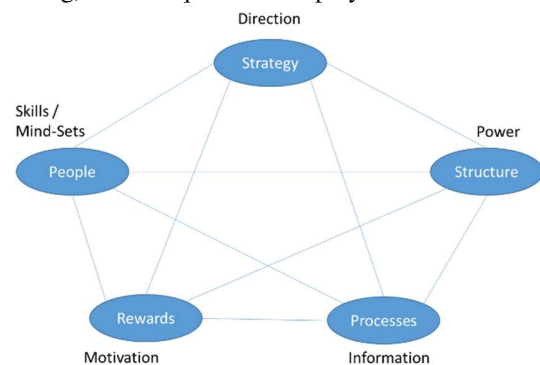 Direction
Strategy
Skills /
Mind-Sets
Power
People
Structure
Rewards
Processes
Motivation
Information